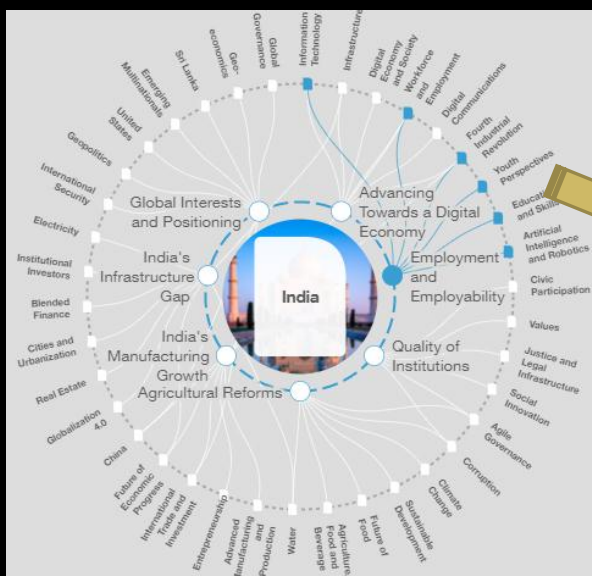 India
Global Interests
and Positioning
Advancing
Towards a Digital
Economy
Employment
and
Employability
Quality of
Institutions
Agricultural Reforms
India's
Manufacturing
Growth
India's
Infrastructure
Gap
Information
Technology
Infrastructure
Digital
Economy
and Society
Workforce
and
Employment
Digital
Communications
Fourth
Industrial
Revolution
Youth
Perspectives
and Skills
Artificial
Intelligence
and Robotics
Civic
Participation
Values
Justice and
Legal
Infrastructure
Social
Innovation
Agile
Governance
Corruption
Climate
Change
Sustainable
Development
Future of
Food
Agriculture,
Food and
Beverage
Water
Advanced
Manufacturing
and
Production
Entrepreneurship
International
Trade and
Investment
Future of
Economic
Progress
China
Globalization
4.0
Real Estate
Cities and
Urbanization
Blended
Finance
Institutional
Investors
Electricity
International
Security
Geopolitics
United
States
Emerging
Multinationals
Sri Lanka
Geo-
economics
Global
Governance